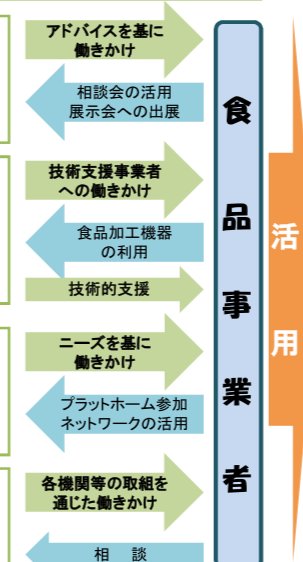 アドバイスを基に
働きかけ
相談会の活用
展示会への出展
技術支援事業者
への働きかけ
食品加工機器
の利用
技術的支援
ニーズを基に
働きかけ
プラットホーム参加
ネットワークの活用
各機関等の取組を
通じた働きかけ
相　談
食品事業者
活用